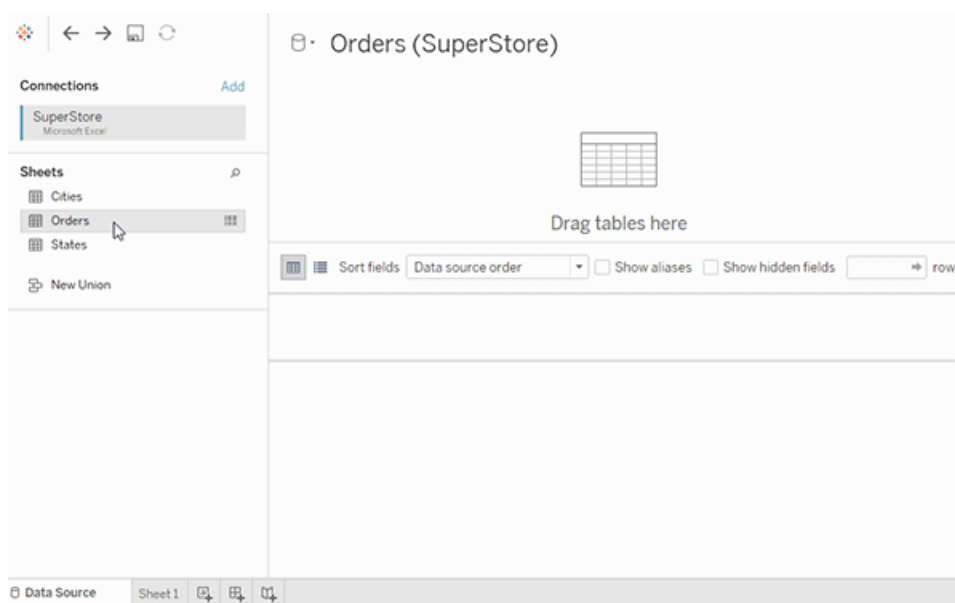 Orders (SuperStore)
Connections Add
SuperStore
Microsoft Excel
Sheets
Cities
Orders
States
New Union
Drag tables here
Sort fields Data source order Show aliases Show hidden fields row
Data Source Sheet 1